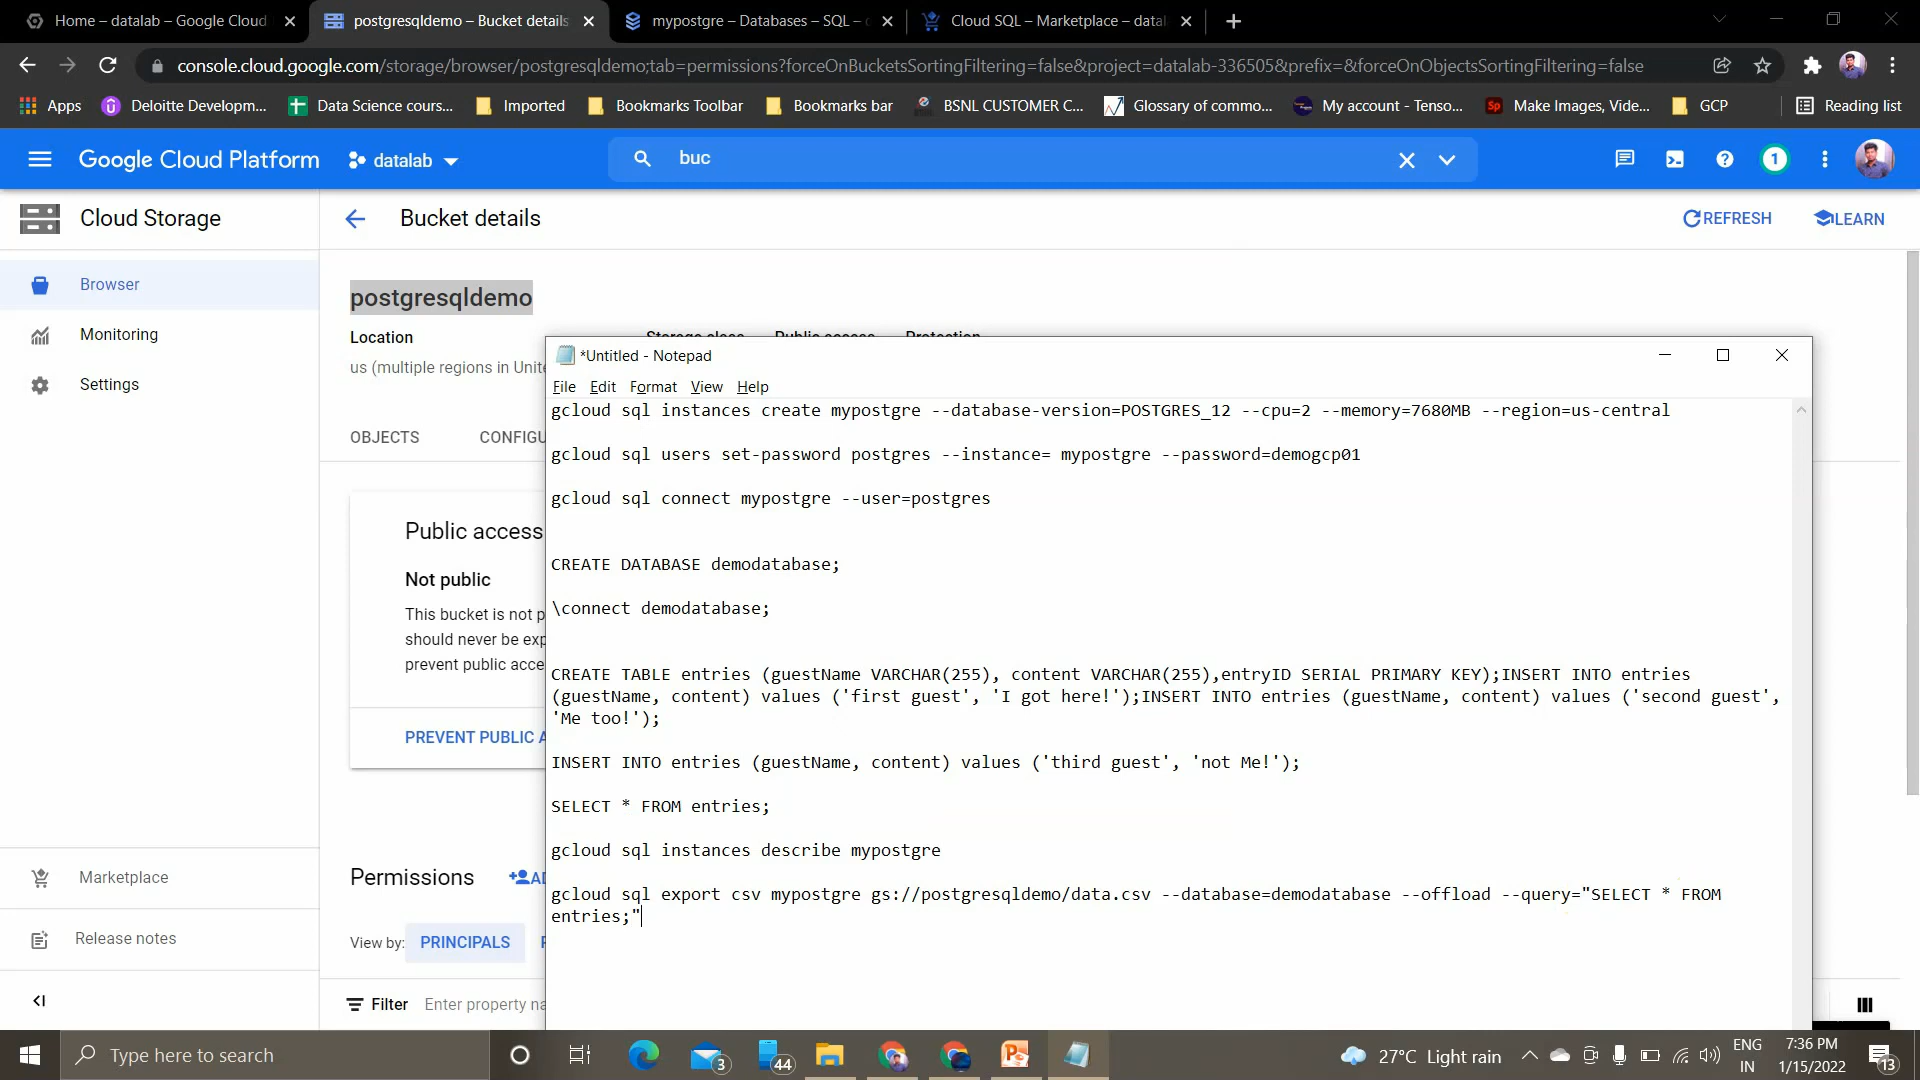 Home – datalab – Google Cloud
postgresqldemo – Bucket details
mypostgre – Databases – SQL –
Cloud SQL – Marketplace – datal
console.cloud.google.com/storage/browser/postgresqldemo;tab=permissions?forceOnBucketsSortingFiltering=false&project=datalab-336505&prefix=&forceOnObjectsSortingFiltering=false
Apps
Deloitte Developm...
Data Science cours...
Imported
Bookmarks Toolbar
Bookmarks bar
BSNL CUSTOMER C...
Glossary of commo...
My account - Tenso...
Sp
Make Images, Vide...
GCP
Reading list
Google Cloud Platform
datalab
buc
1
Cloud Storage
Bucket details
REFRESH
LEARN
Browser
Monitoring
Settings
postgresqldemo
Location
Storage class
Public access
Protection
us (multiple regions in Unite
OBJECTS
CONFIGU
Public access
Not public
This bucket is not p
should never be exp
prevent public acce
PREVENT PUBLIC A
*Untitled - Notepad
File Edit Format View Help
gcloud sql instances create mypostgre --database-version=POSTGRES_12 --cpu=2 --memory=7680MB --region=us-central
gcloud sql users set-password postgres --instance= mypostgre --password=demogcp01
gcloud sql connect mypostgre --user=postgres
CREATE DATABASE demodatabase;
\connect demodatabase;
CREATE TABLE entries (guestName VARCHAR(255), content VARCHAR(255),entryID SERIAL PRIMARY KEY);INSERT INTO entries
(guestName, content) values ('first guest', 'I got here!');INSERT INTO entries (guestName, content) values ('second guest',
'Me too!');
INSERT INTO entries (guestName, content) values ('third guest', 'not Me!');
SELECT * FROM entries;
gcloud sql instances describe mypostgre
gcloud sql export csv mypostgre gs://postgresqldemo/data.csv --database=demodatabase --offload --query="SELECT * FROM
entries;"
Permissions
AD
View by:
PRINCIPALS
Filter
Enter property na
Marketplace
Release notes
Type here to search
3
44
27°C Light rain
ENG
IN
7:36 PM
1/15/2022
13